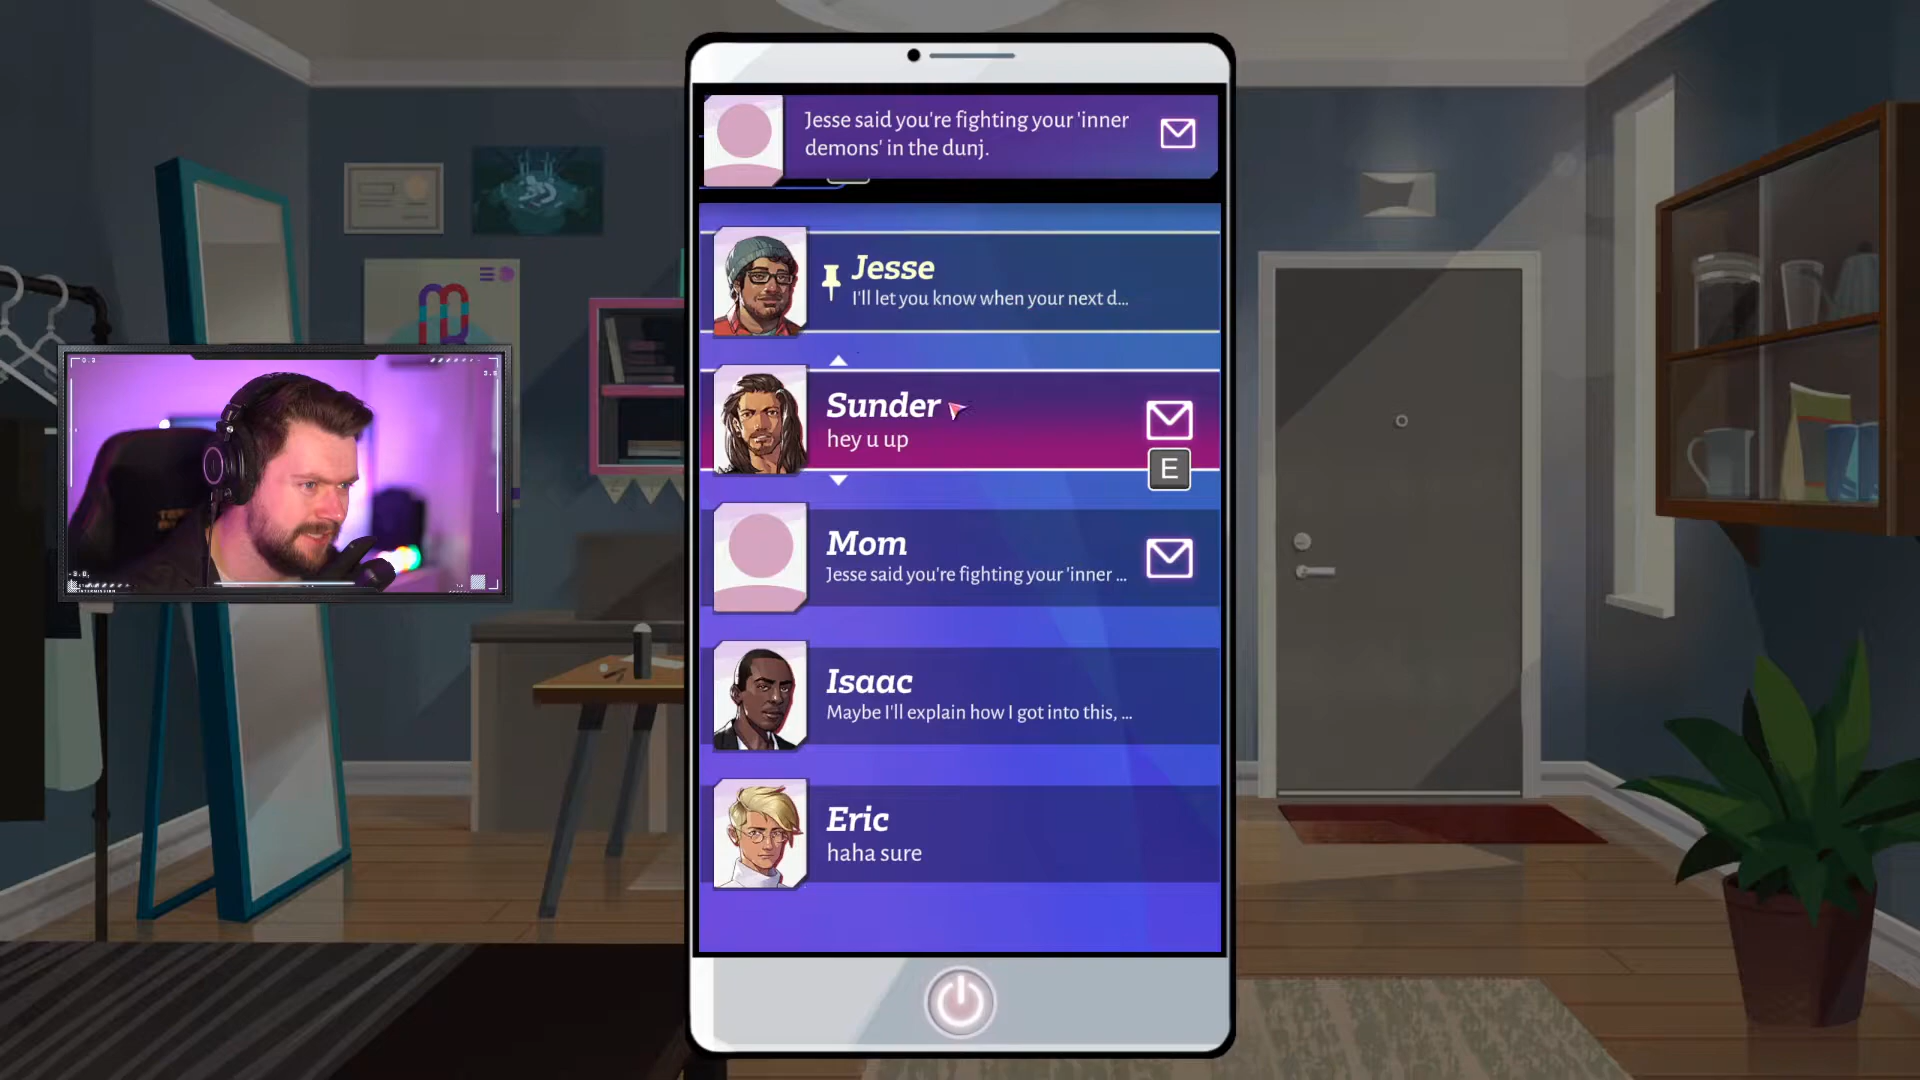 Jesse said you're fighting your 'inner
demons' in the dunj.
Jesse
I'll let you know when your next d...
Sunder
hey u up
E
Mom
Jesse said you're fighting your 'inner ...
Isaac
Maybe I'll explain how I got into this, ...
Eric
haha sure